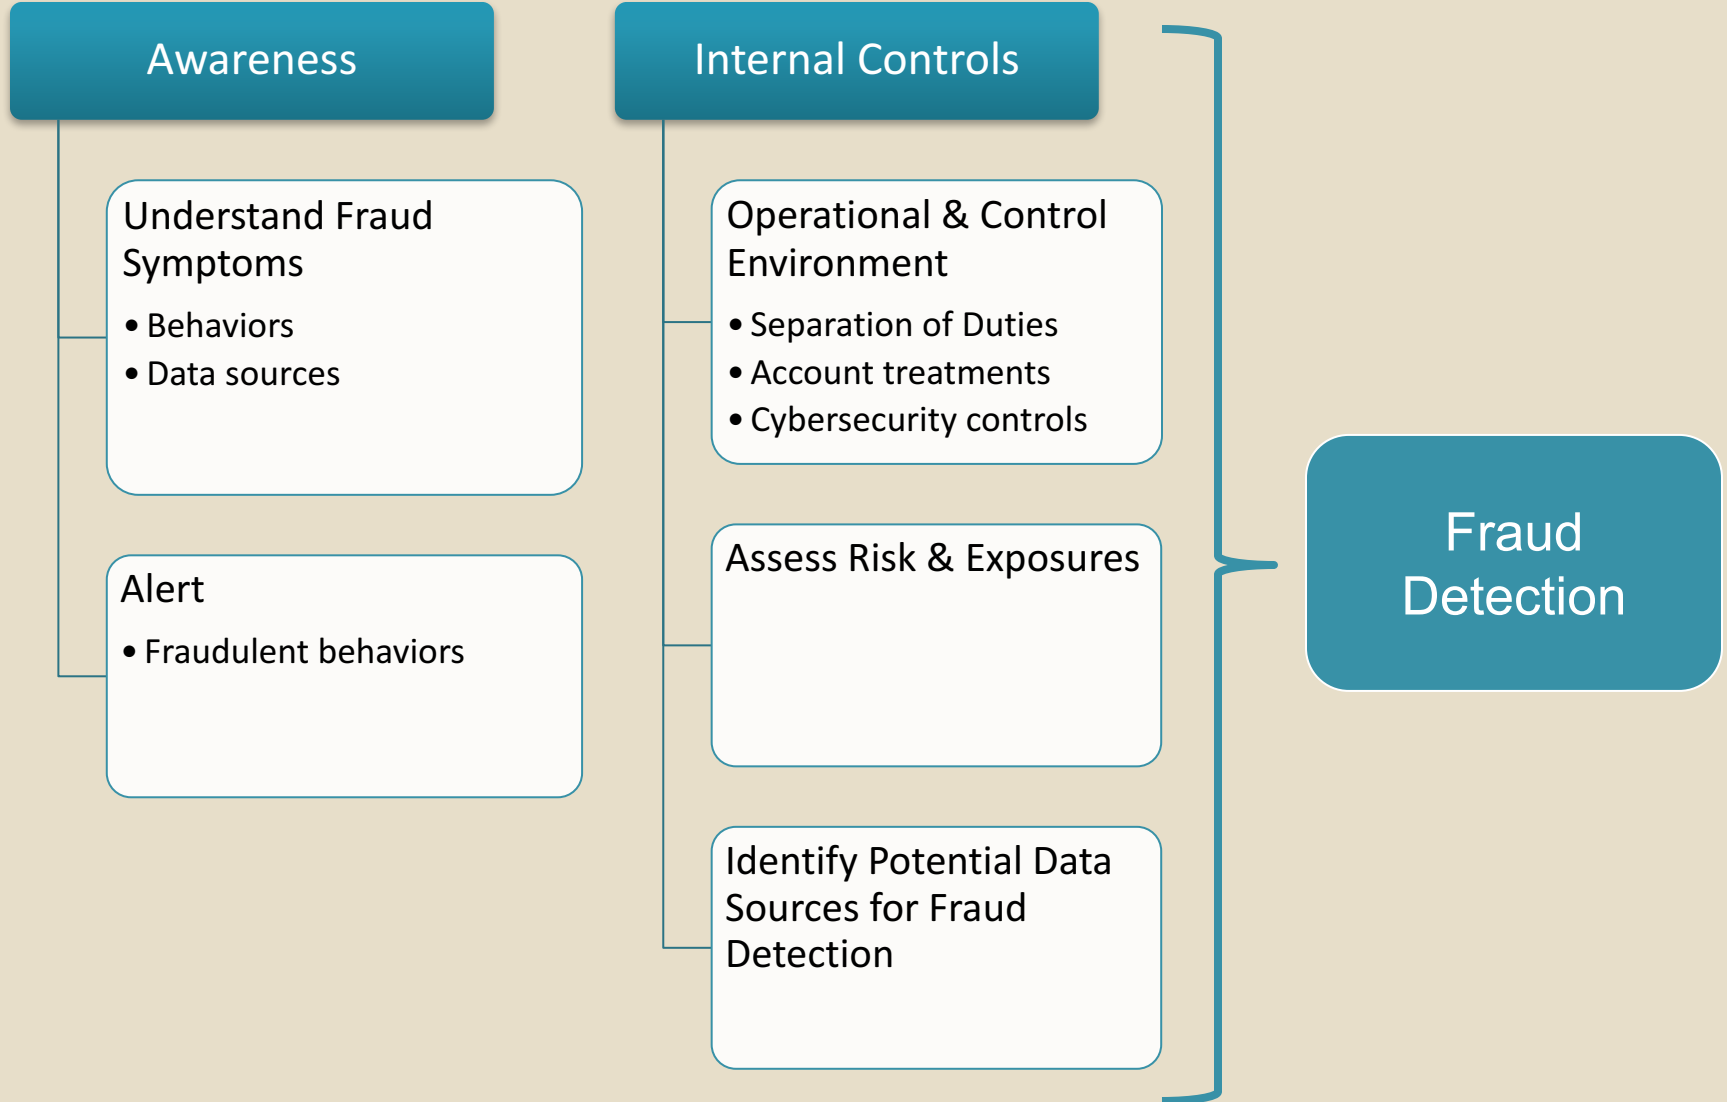 Awareness
Understand Fraud
Symptoms
• Behaviors
• Data sources
Alert
• Fraudulent behaviors
Internal Controls
Operational & Control
Environment
• Separation of Duties
• Account treatments
• Cybersecurity controls
Assess Risk & Exposures
Identify Potential Data
Sources for Fraud
Detection
Fraud
Detection